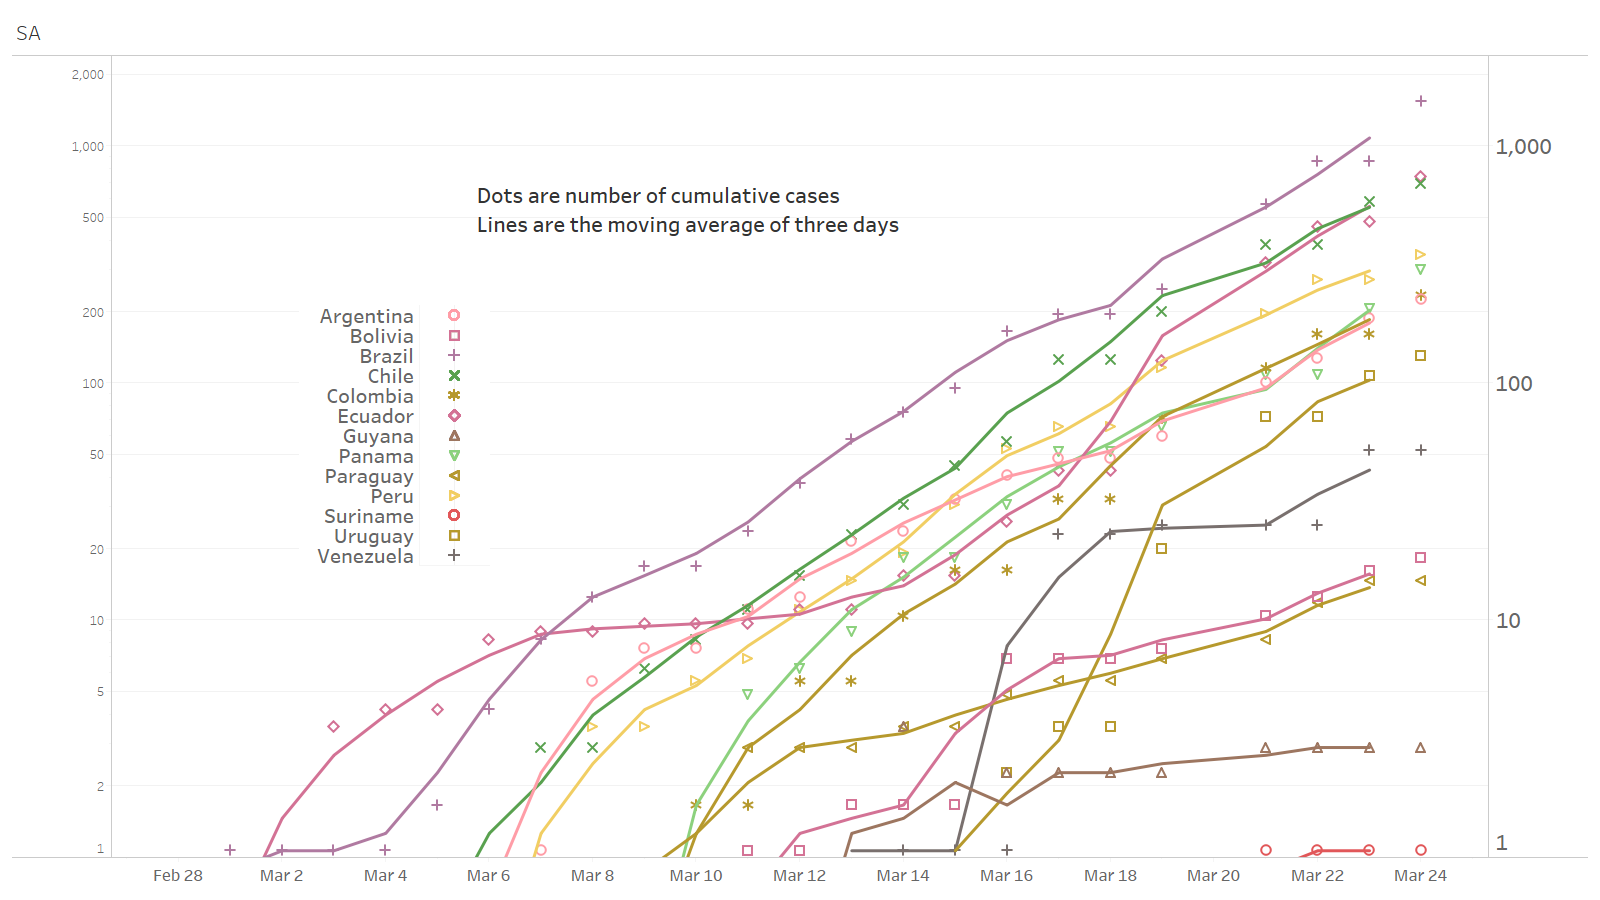 SA
2,000
1,000
500
200
100
50
20
10
5
2
1
Dots are number of cumulative cases
Lines are the moving average of three days
Argentina
Bolivia
Brazil
Chile
Colombia
Ecuador
Guyana
Panama
Paraguay
Peru
Suriname
Uruguay
Venezuela
1,000
100
10
1
Feb 28 Mar 2 Mar 4 Mar 6 Mar 8 Mar 10 Mar 12 Mar 14 Mar 16 Mar 18 Mar 20 Mar 22 Mar 24